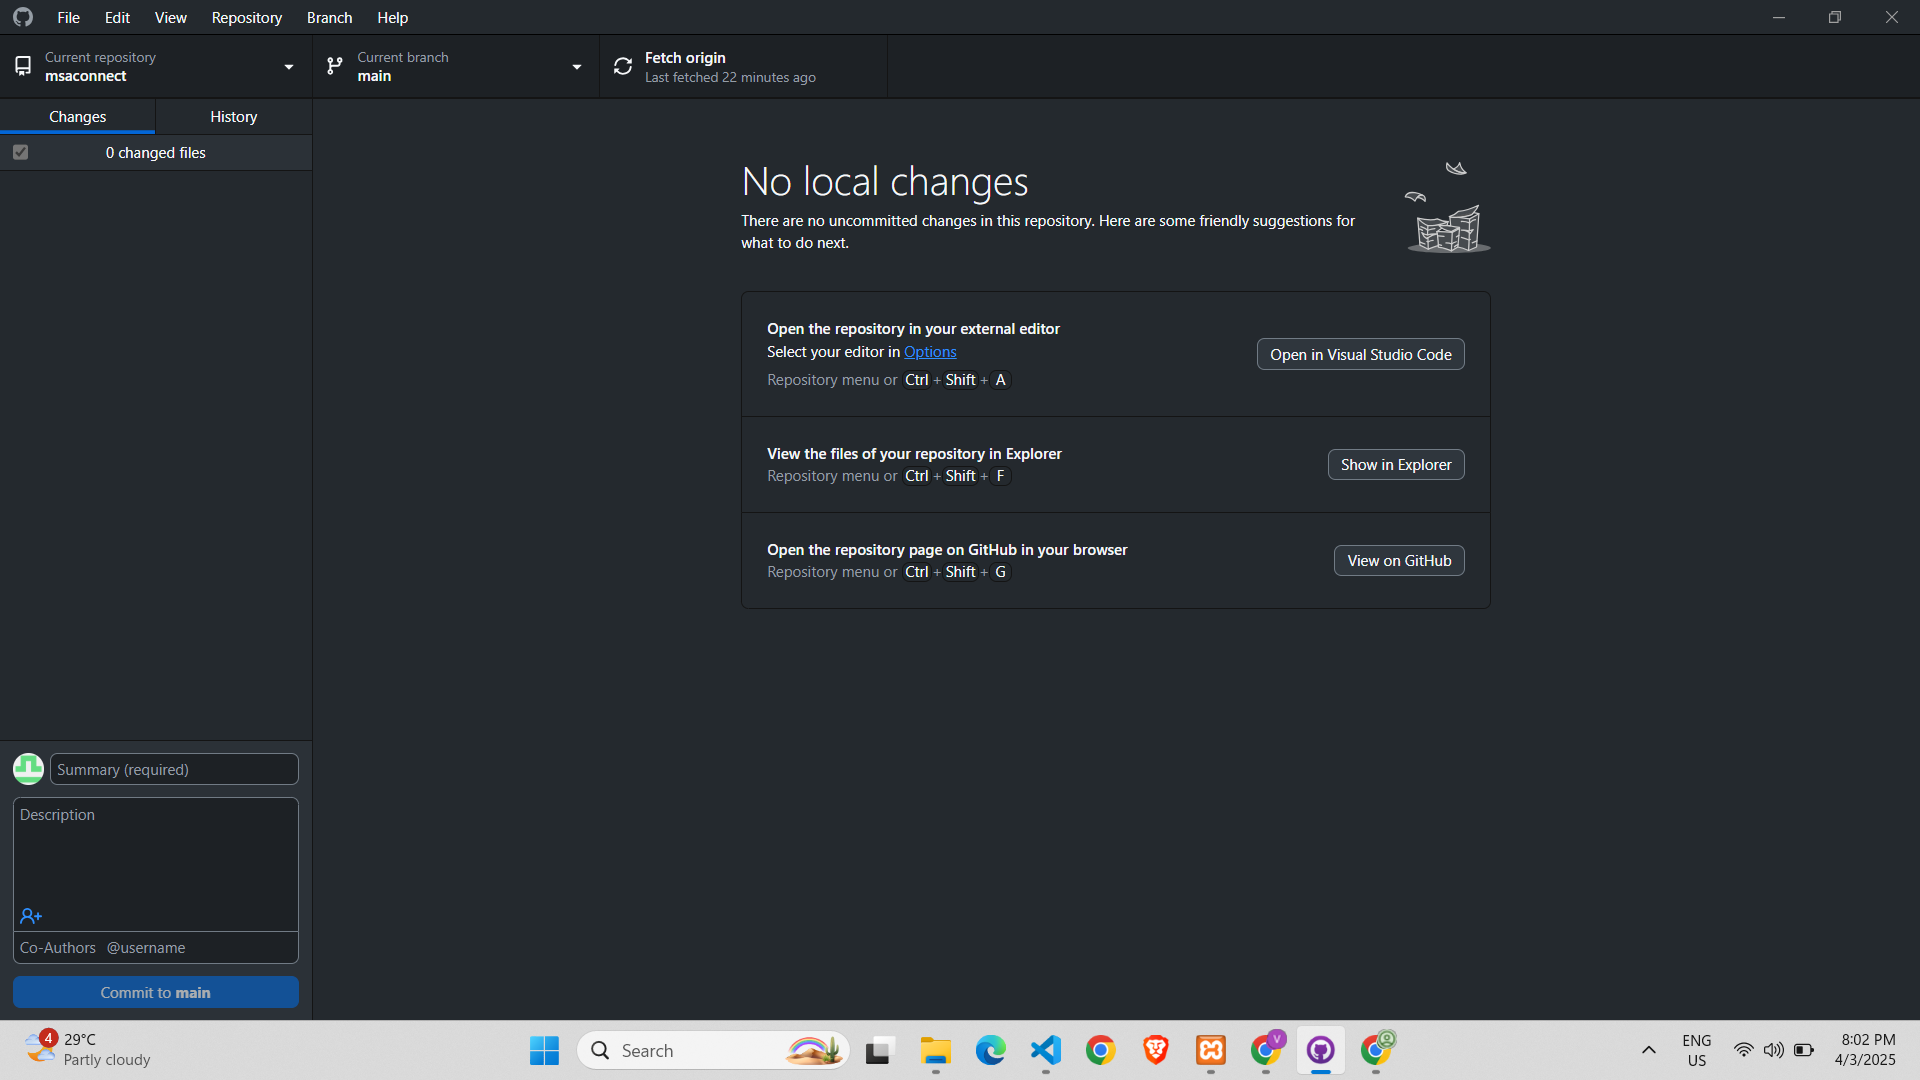 File Edit View Repository Branch Help
Current repository
msaconnect
Current branch
main
Fetch origin
Last fetched 22 minutes ago
Changes
History
0 changed files
No local changes
There are no uncommitted changes in this repository. Here are some friendly suggestions for
what to do next.
Open the repository in your external editor
Select your editor in Options
Repository menu or Ctrl + Shift + A
Open in Visual Studio Code
View the files of your repository in Explorer
Repository menu or Ctrl + Shift + F
Show in Explorer
Open the repository page on GitHub in your browser
Repository menu or Ctrl + Shift + G
View on GitHub
Summary (required)
Description
Co-Authors @username
Commit to main
4
29°C
Partly cloudy
Search
V
ENG
US
8:02 PM
4/3/2025